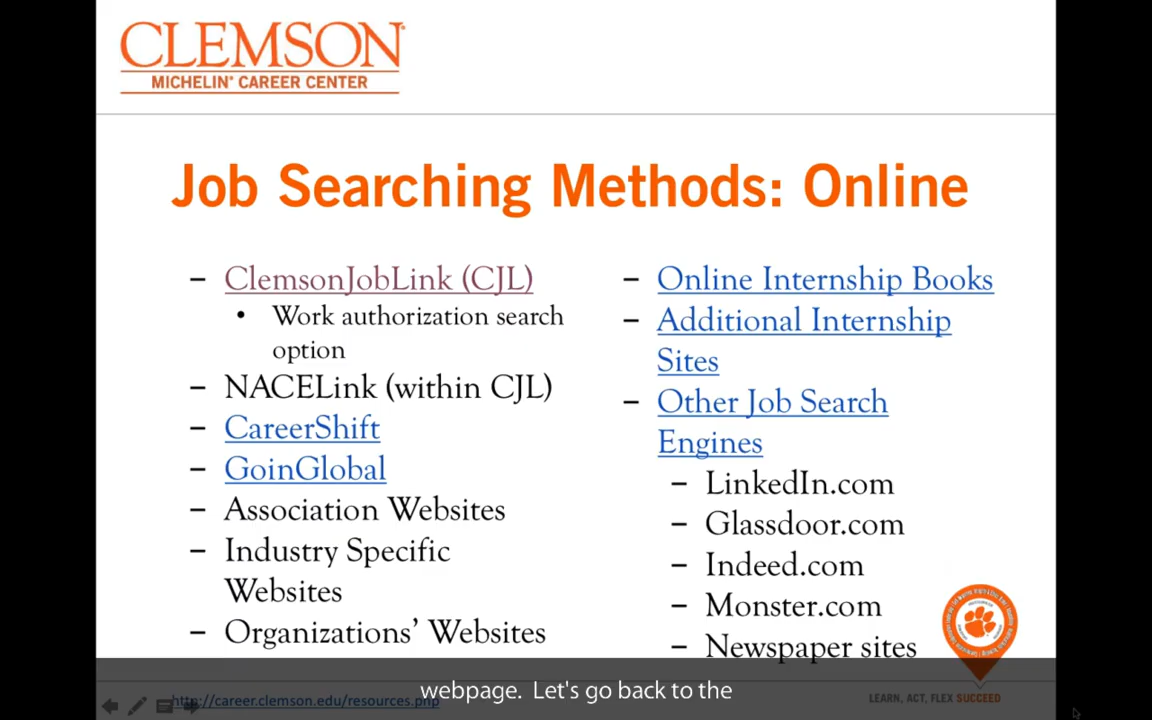 CLEMSON®
MICHELIN® CAREER CENTER
Job Searching Methods: Online
– ClemsonJobLink (CJL)
• Work authorization search
option
– NACELink (within CJL)
– CareerShift
– GoinGlobal
– Association Websites
– Industry Specific
Websites
– Organizations’ Websites
– Online Internship Books
– Additional Internship
Sites
– Other Job Search
Engines
– LinkedIn.com
– Glassdoor.com
– Indeed.com
– Monster.com
– Newspaper sites
http://career.clemson.edu/resources.php
webpage. Let's go back to the
LEARN, ACT, FLEX SUCCEED